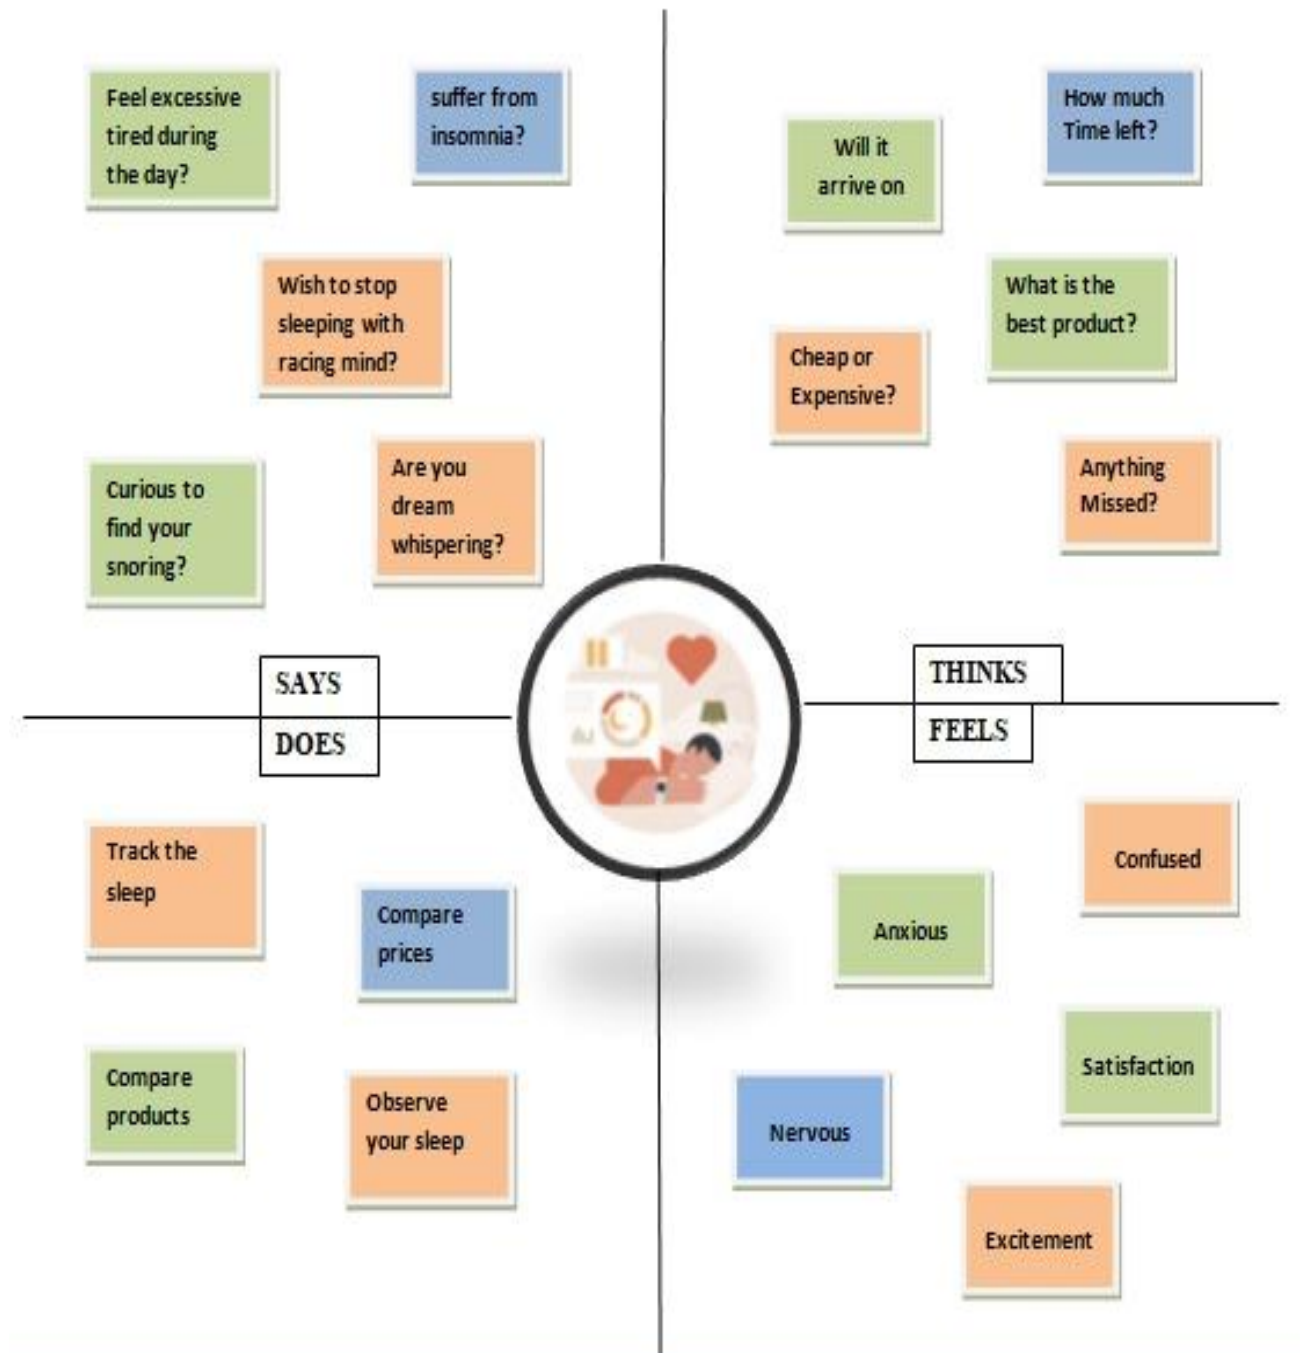 Feel excessive
tired during
the day?
suffer from
insomnia?
Wish to stop
sleeping with
racing mind?
Curious to
find your
snoring?
Are you
dream
whispering?
SAYS
How much
Time left?
Will it
arrive on
What is the
best product?
Cheap or
Expensive?
Anything
Missed?
THINKS
DOES
Track the
sleep
Compare
prices
Compare
products
Observe
your sleep
FEELS
Confused
Anxious
Satisfaction
Nervous
Excitement